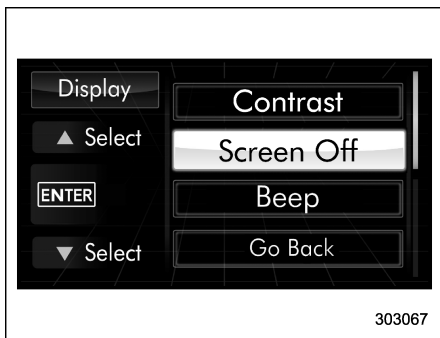 Display
▲ Select
ENTER
▼ Select
Contrast
Screen Off
Beep
Go Back
303067